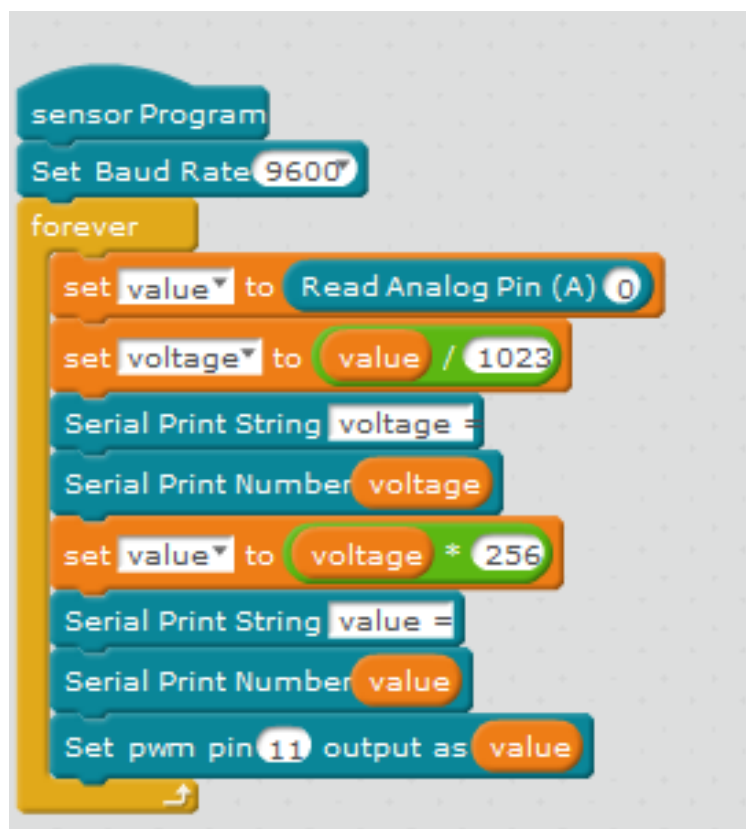 sensor Program
Set Baud Rate 9600
forever
set value to Read Analog Pin (A) 0
set voltage to value / 1023
Serial Print String voltage =
Serial Print Number voltage
set value to voltage * 256
Serial Print String value =
Serial Print Number value
Set pwm pin 11 output as value